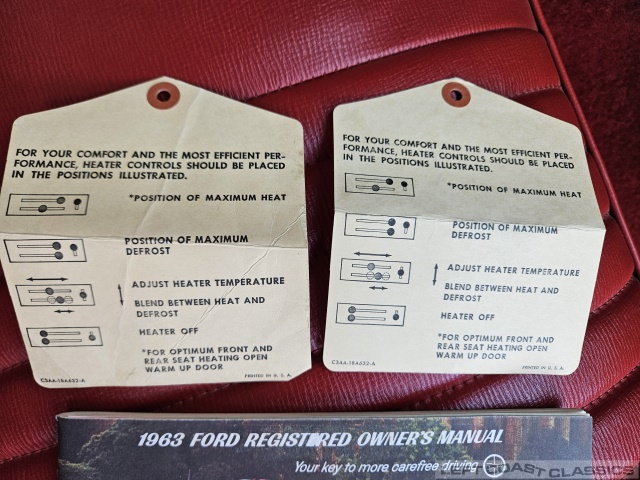 FOR YOUR COMFORT AND THE MOST EFFICIENT PER-
FORMANCE, HEATER CONTROLS SHOULD BE PLACED
IN THE POSITIONS ILLUSTRATED.
*POSITION OF MAXIMUM HEAT
POSITION OF MAXIMUM
DEFROST
ADJUST HEATER TEMPERATURE
BLEND BETWEEN HEAT AND
DEFROST
HEATER OFF
*FOR OPTIMUM FRONT AND
REAR SEAT HEATING OPEN
WARM UP DOOR
C3AA-18A632-A
PRINTED IN U. S. A.
FOR YOUR COMFORT AND THE MOST EFFICIENT PER-
FORMANCE, HEATER CONTROLS SHOULD BE PLACED
IN THE POSITIONS ILLUSTRATED.
*POSITION OF MAXIMUM HEAT
POSITION OF MAXIMUM
DEFROST
ADJUST HEATER TEMPERATURE
BLEND BETWEEN HEAT AND
DEFROST
HEATER OFF
*FOR OPTIMUM FRONT AND
REAR SEAT HEATING OPEN
WARM UP DOOR
C3AA-18A632-A
PRINTED IN U. S. A.
1963 FORD REGISTERED OWNER'S MANUAL
Your key to more carefree driving
LEFT COAST CLASSICS